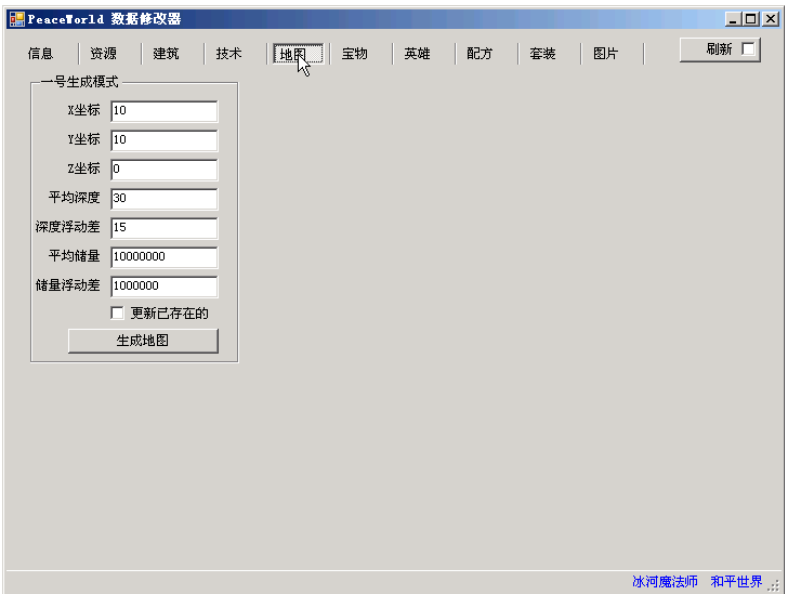 PeaceWorld 数据修改器
信息 资源 建筑 技术 地图 宝物 英雄 配方 套装 图片 刷新
一号生成模式
X坐标 10
Y坐标 10
Z坐标 0
平均深度 30
深度浮动差 15
平均储量 10000000
储量浮动差 1000000
更新已存在的
生成地图
冰河魔法师 和平世界